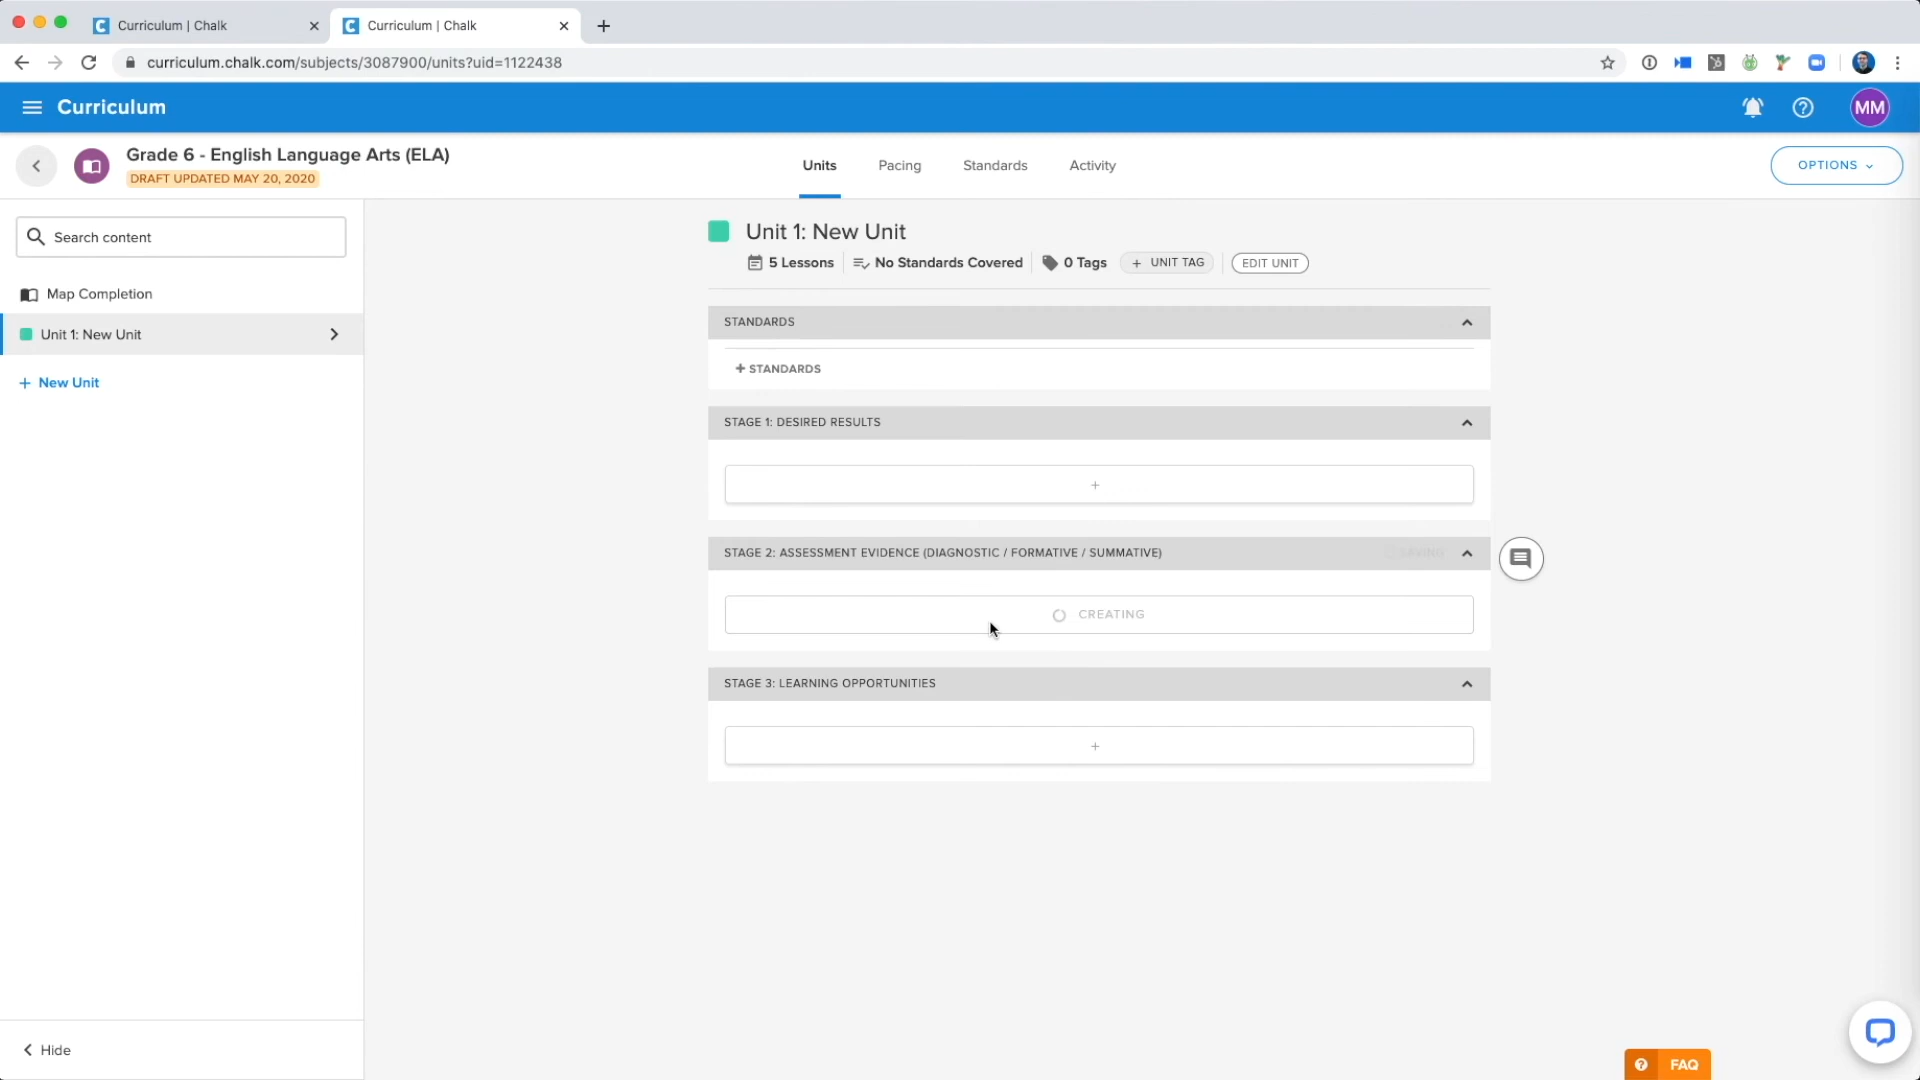 Curriculum | Chalk
Curriculum | Chalk
curriculum.chalk.com/subjects/3087900/units?uid=1122438
Curriculum
MM
Grade 6 - English Language Arts (ELA)
DRAFT UPDATED MAY 20, 2020
Units
Pacing
Standards
Activity
OPTIONS
Search content
Map Completion
Unit 1: New Unit
+ New Unit
Hide
Unit 1: New Unit
5 Lessons
No Standards Covered
0 Tags
+ UNIT TAG
EDIT UNIT
STANDARDS
+ STANDARDS
STAGE 1: DESIRED RESULTS
+
STAGE 2: ASSESSMENT EVIDENCE (DIAGNOSTIC / FORMATIVE / SUMMATIVE)
SAVING
CREATING
STAGE 3: LEARNING OPPORTUNITIES
+
FAQ